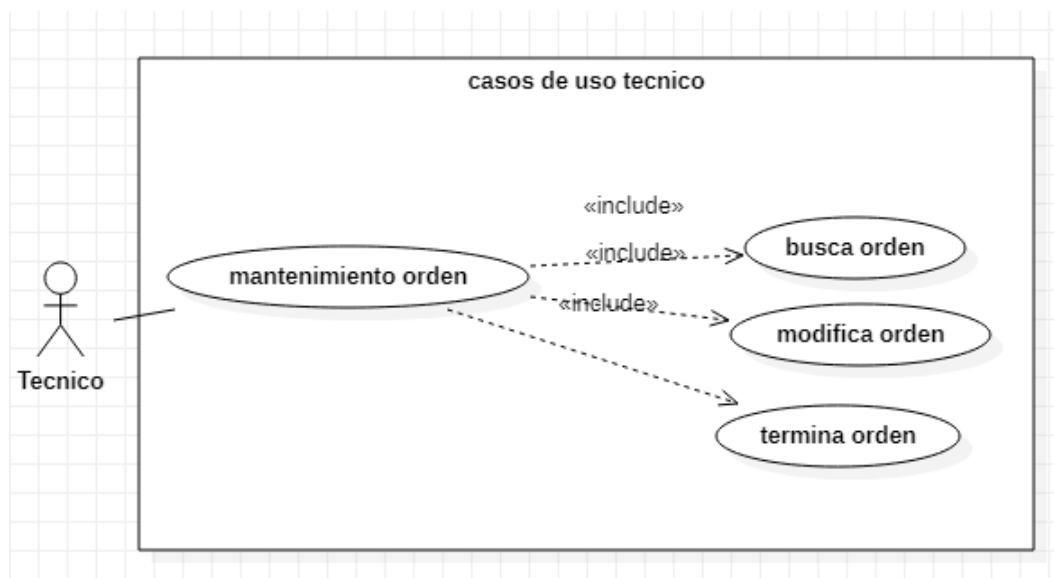 casos de uso tecnico
«include»
«include»
busca orden
mantenimiento orden
«include»
modifica orden
Tecnico
termina orden